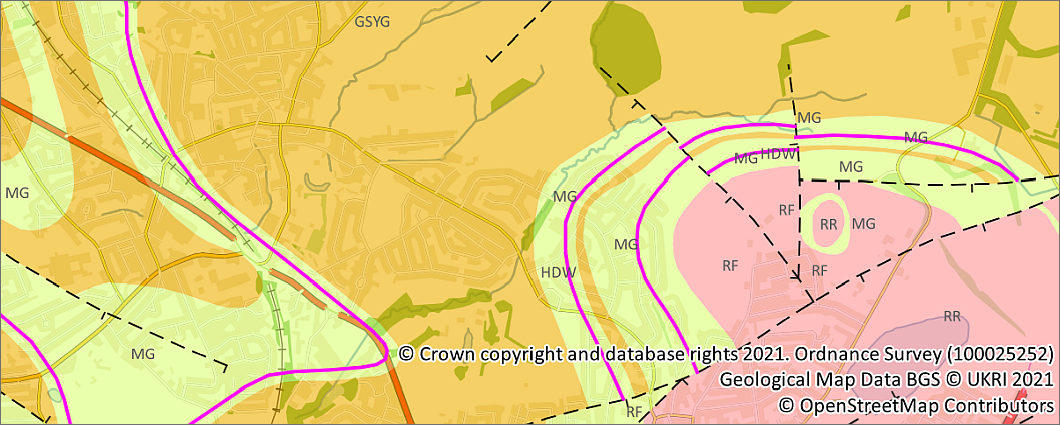 GSYG
MG
MG
MG HDW
MG
MG
MG
RF
RR
MG
MG
MG
RF
RF
HDW
RR
MG
© Crown copyright and database rights 2021. Ordnance Survey (100025252)
Geological Map Data BGS © UKRI 2021
© OpenStreetMap Contributors
RF